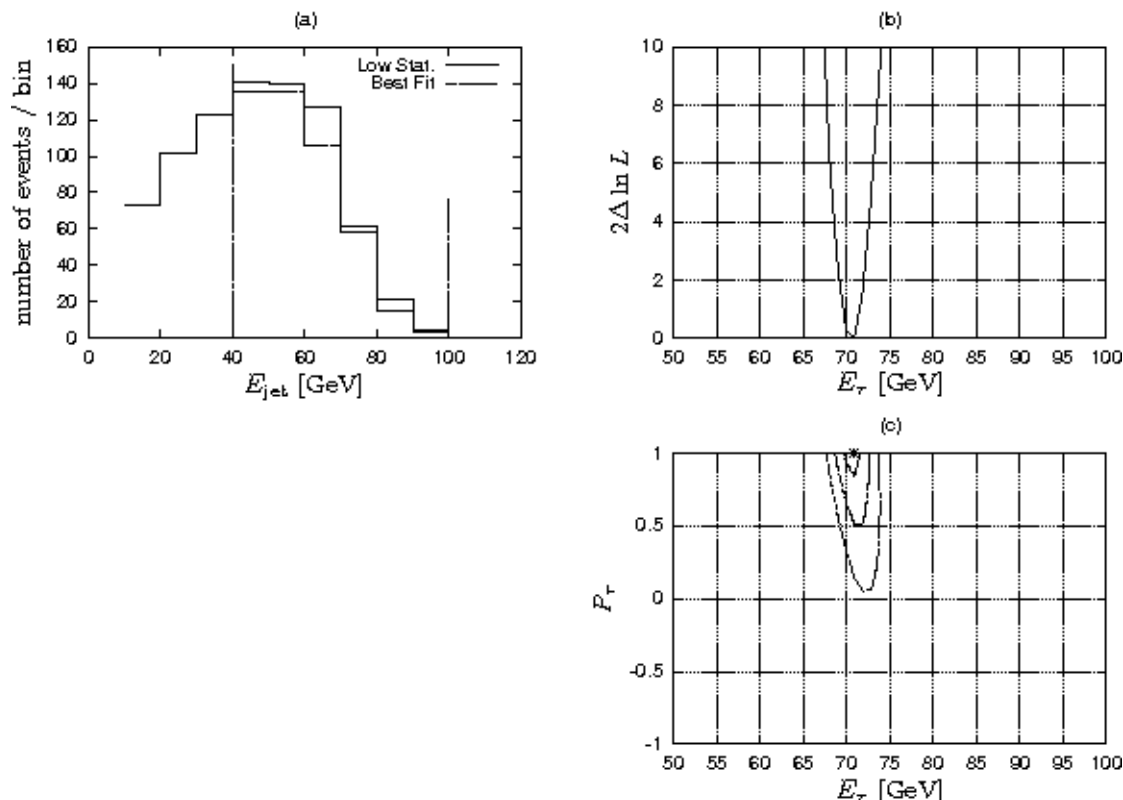 (a)
number of events / bin
160
140
120
100
80
60
40
20
0
Low Stat.
Best Fit
0 20 40 60 80 100 120
E_jet [GeV]
(b)
2Δ ln L
10
8
6
4
2
0
50 55 60 65 70 75 80 85 90 95 100
E_τ [GeV]
(c)
P_τ
1
0.5
0
-0.5
-1
50 55 60 65 70 75 80 85 90 95 100
E_τ [GeV]